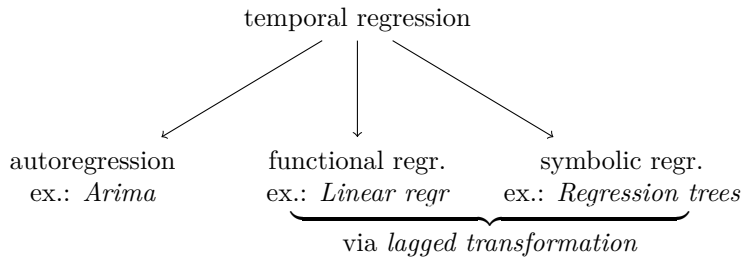 temporal regression
autoregression
ex.: Arima
functional regr.
ex.: Linear regr
symbolic regr.
ex.: Regression trees
via lagged transformation